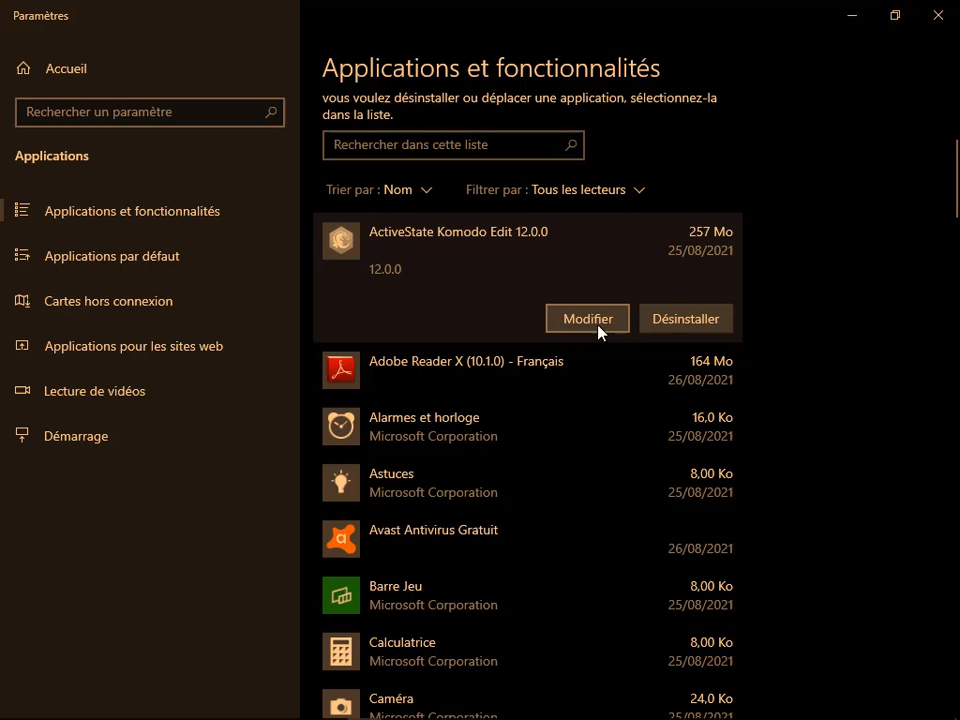 Paramètres
Accueil
Rechercher un paramètre
Applications
Applications et fonctionnalités
Applications par défaut
Cartes hors connexion
Applications pour les sites web
Lecture de vidéos
Démarrage
Applications et fonctionnalités
vous voulez désinstaller ou déplacer une application, sélectionnez-la
dans la liste.
Rechercher dans cette liste
Trier par : Nom Filtrer par : Tous les lecteurs
ActiveState Komodo Edit 12.0.0 257 Mo
25/08/2021
12.0.0
Modifier Désinstaller
Adobe Reader X (10.1.0) - Français 164 Mo
26/08/2021
Alarmes et horloge 16,0 Ko
Microsoft Corporation 25/08/2021
Astuces 8,00 Ko
Microsoft Corporation 25/08/2021
Avast Antivirus Gratuit
26/08/2021
Barre Jeu 8,00 Ko
Microsoft Corporation 25/08/2021
Calculatrice 8,00 Ko
Microsoft Corporation 25/08/2021
Caméra 24,0 Ko
Microsoft Corporation 25/08/2021